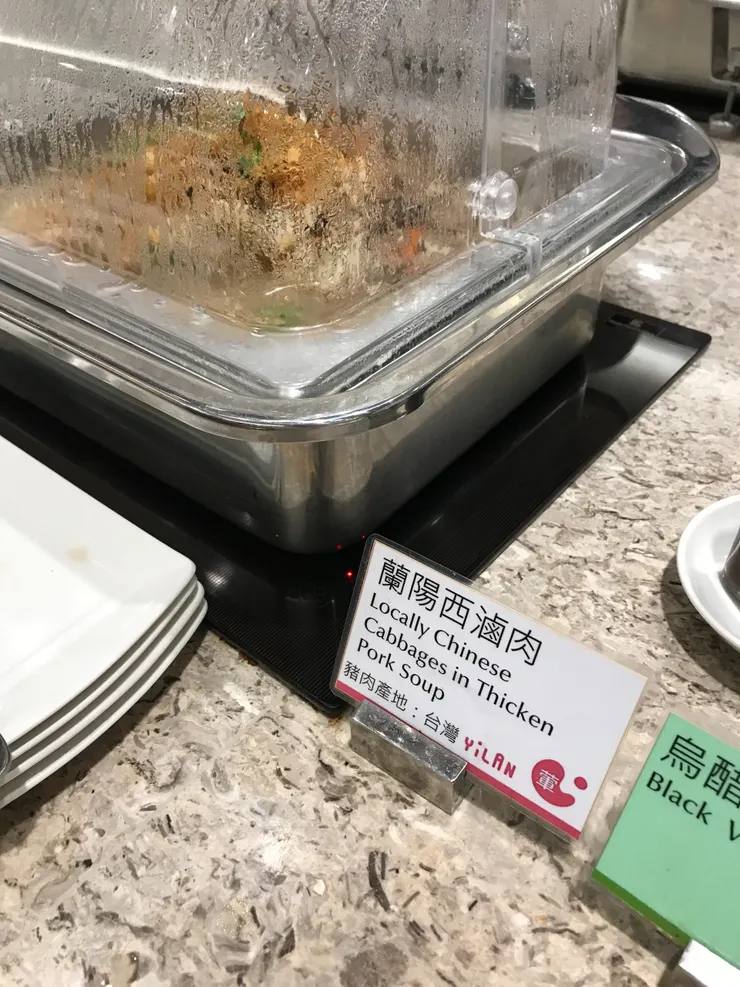 蘭陽西滷肉
Locally Chinese
Cabbages in Thicken
Pork Soup
豬肉產地：台灣
YiLAN
葷
烏醋
Black